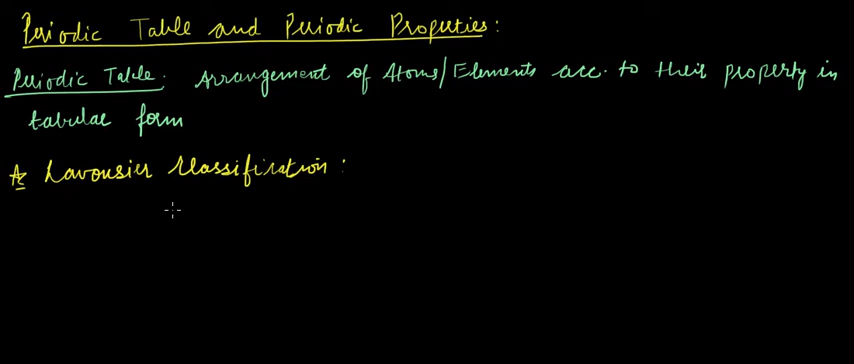 Periodic Table and Periodic Properties:
Periodic Table: Arrangement of Atoms/Elements acc. to their property in
tabular form
Lavousier Classification: